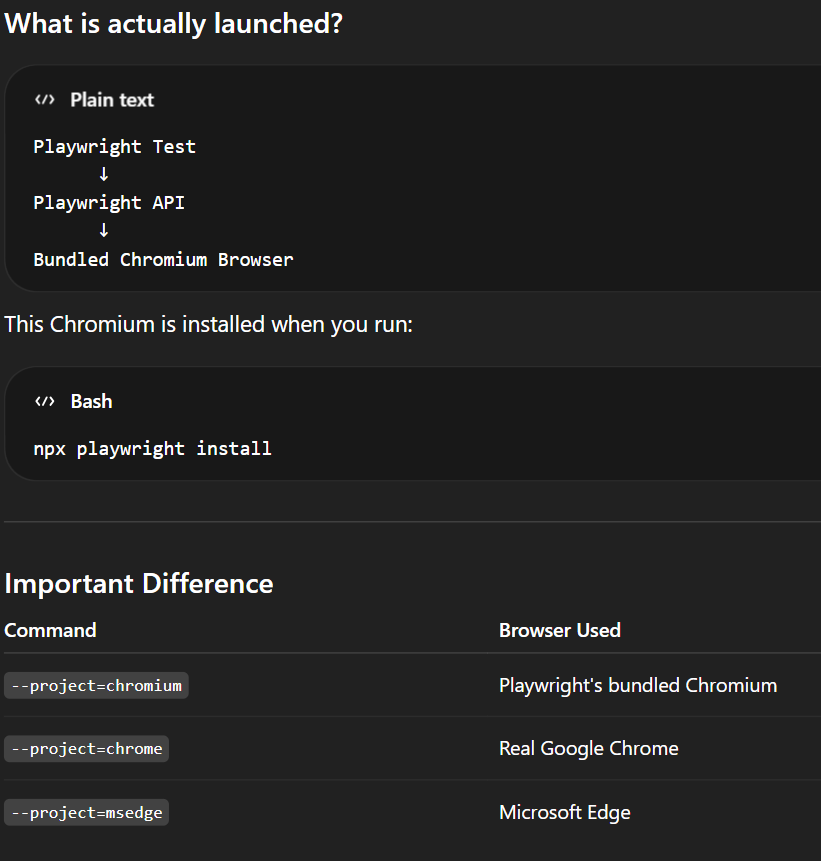 What is actually launched?
</> Plain text
Playwright Test
↓
Playwright API
↓
Bundled Chromium Browser
This Chromium is installed when you run:
</> Bash
npx playwright install
Important Difference
Command Browser Used
--project=chromium Playwright's bundled Chromium
--project=chrome Real Google Chrome
--project=msedge Microsoft Edge